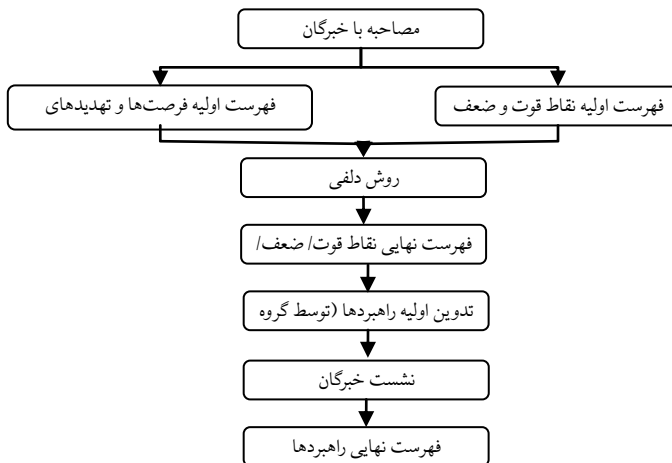 مصاحبه با خبرگان
فهرست اولیه نقاط قوت و ضعف
فهرست اولیه فرصت‌ها و تهدیدهای
روش دلفی
فهرست نهایی نقاط قوت/ ضعف/
تدوین اولیه راهبردها (توسط گروه
نشست خبرگان
فهرست نهایی راهبردها